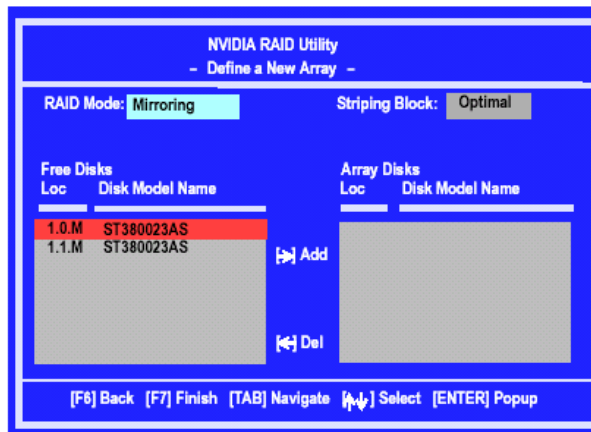 NVIDIA RAID Utility
– Define a New Array –
RAID Mode: Mirroring Striping Block: Optimal
Free Disks Array Disks
Loc Disk Model Name Loc Disk Model Name
1.0.M ST380023AS
1.1.M ST380023AS
[→] Add
[←] Del
[F6] Back [F7] Finish [TAB] Navigate [↑↓] Select [ENTER] Popup